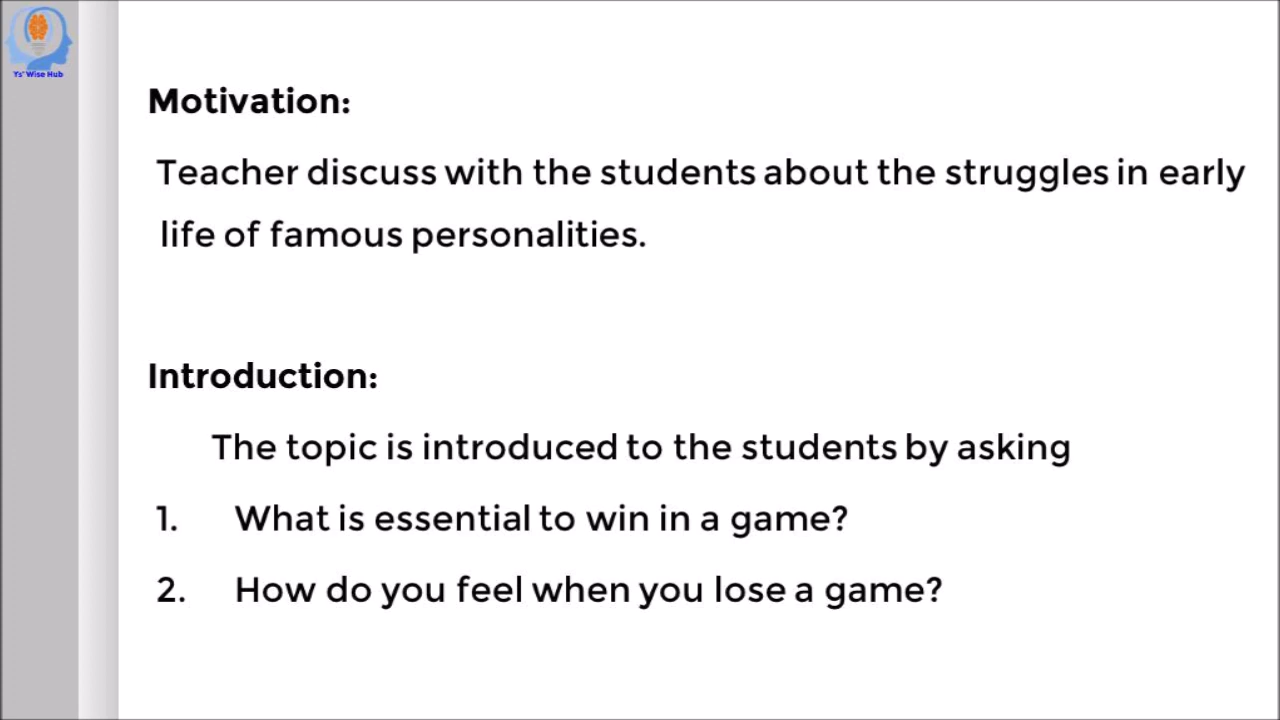 Ys' Wise Hub
Motivation:
Teacher discuss with the students about the struggles in early
life of famous personalities.
Introduction:
The topic is introduced to the students by asking
1. What is essential to win in a game?
2. How do you feel when you lose a game?